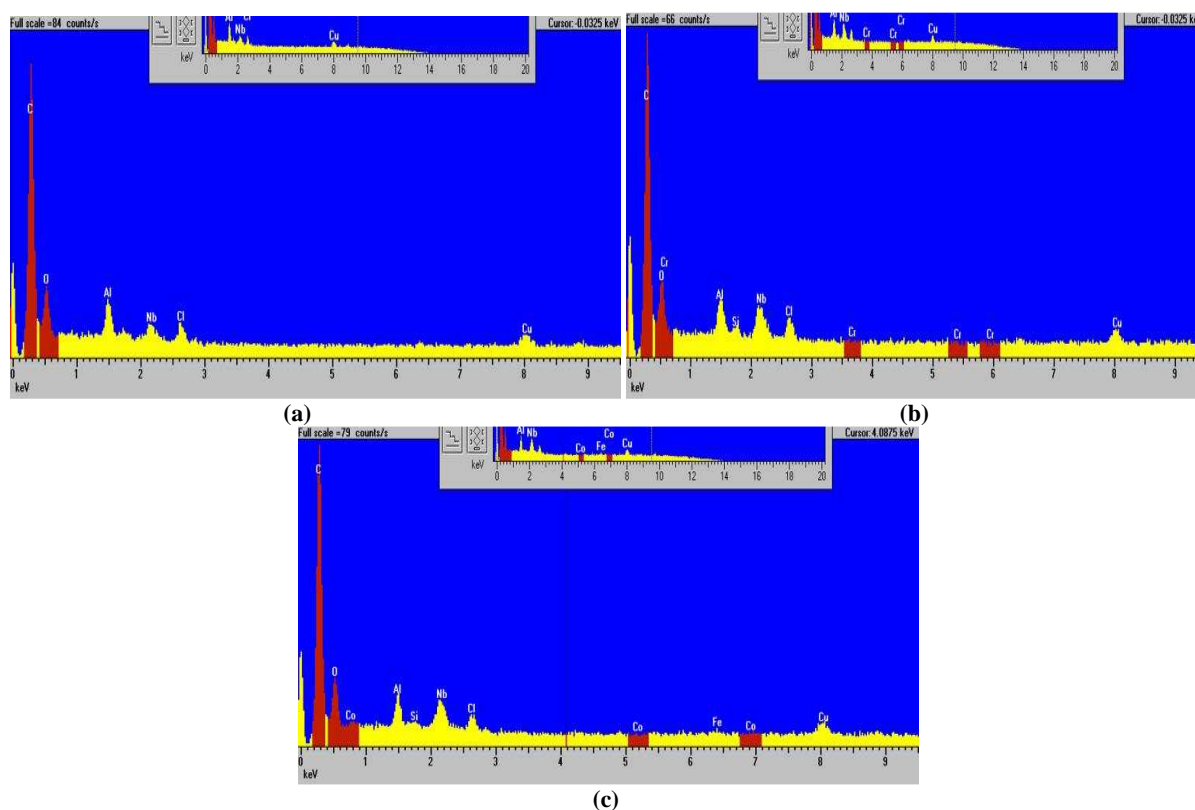 Full scale =84 counts/s
Cursor:-0.0325 keV
Al
Nb
Cu
keV
0 2 4 6 8 10 12 14 16 18 20
C
O
Al
Nb
Cl
Cu
0 1 2 3 4 5 6 7 8 9
keV
(a)
Full scale =66 counts/s
Cursor:-0.0325 keV
Al
Nb
Cr
Cr
Cr
Cu
keV
0 2 4 6 8 10 12 14 16 18 20
C
Cr
O
Al
Si
Nb
Cl
Cr
Cr
Cr
Cu
0 1 2 3 4 5 6 7 8 9
keV
(b)
Full scale =79 counts/s
Cursor:4.0875 keV
Al
Nb
Co
Co
Fe
Cu
keV
0 2 4 6 8 10 12 14 16 18 20
C
O
Co
Al
Si
Nb
Cl
Co
Fe
Co
Cu
0 1 2 3 4 5 6 7 8 9
keV
(c)